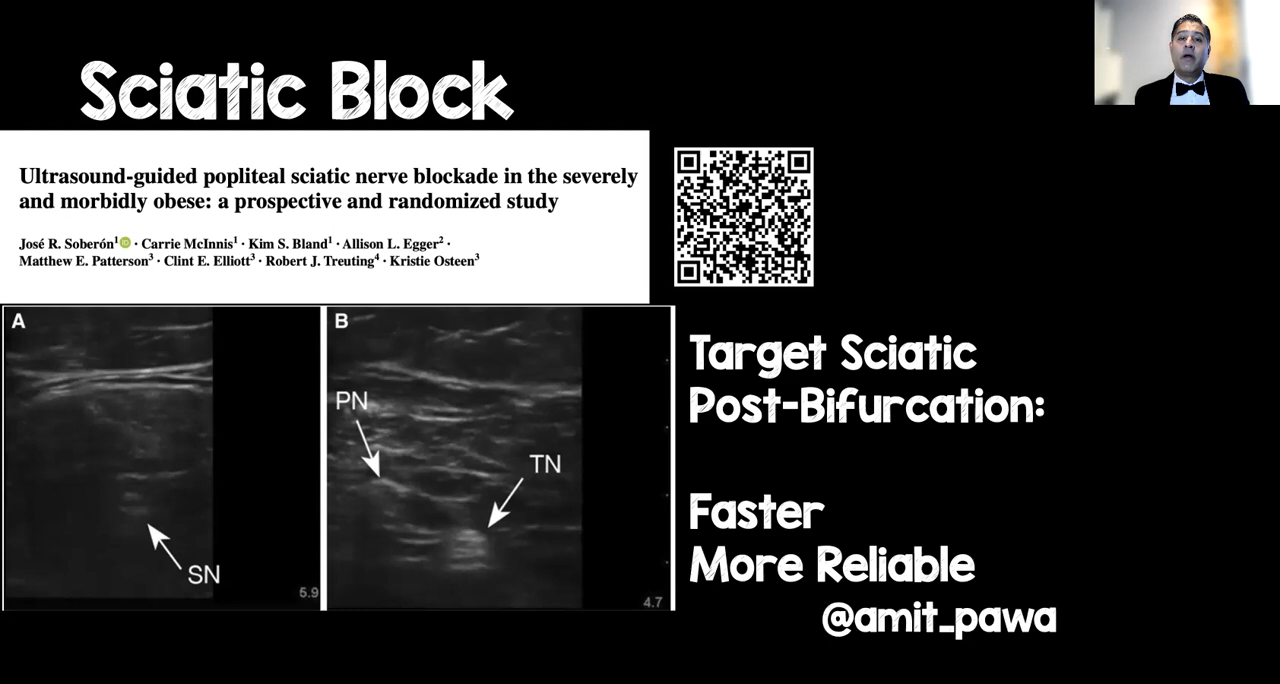 Sciatic Block
Ultrasound-guided popliteal sciatic nerve blockade in the severely
and morbidly obese: a prospective and randomized study
José R. Soberón1 · Carrie McInnis1 · Kim S. Bland1 · Allison L. Egger2 ·
Matthew E. Patterson3 · Clint E. Elliott3 · Robert J. Treuting4 · Kristie Osteen3
A
SN
5.9
B
PN
TN
4.7
Target Sciatic
Post-Bifurcation:
Faster
More Reliable
@amit_pawa